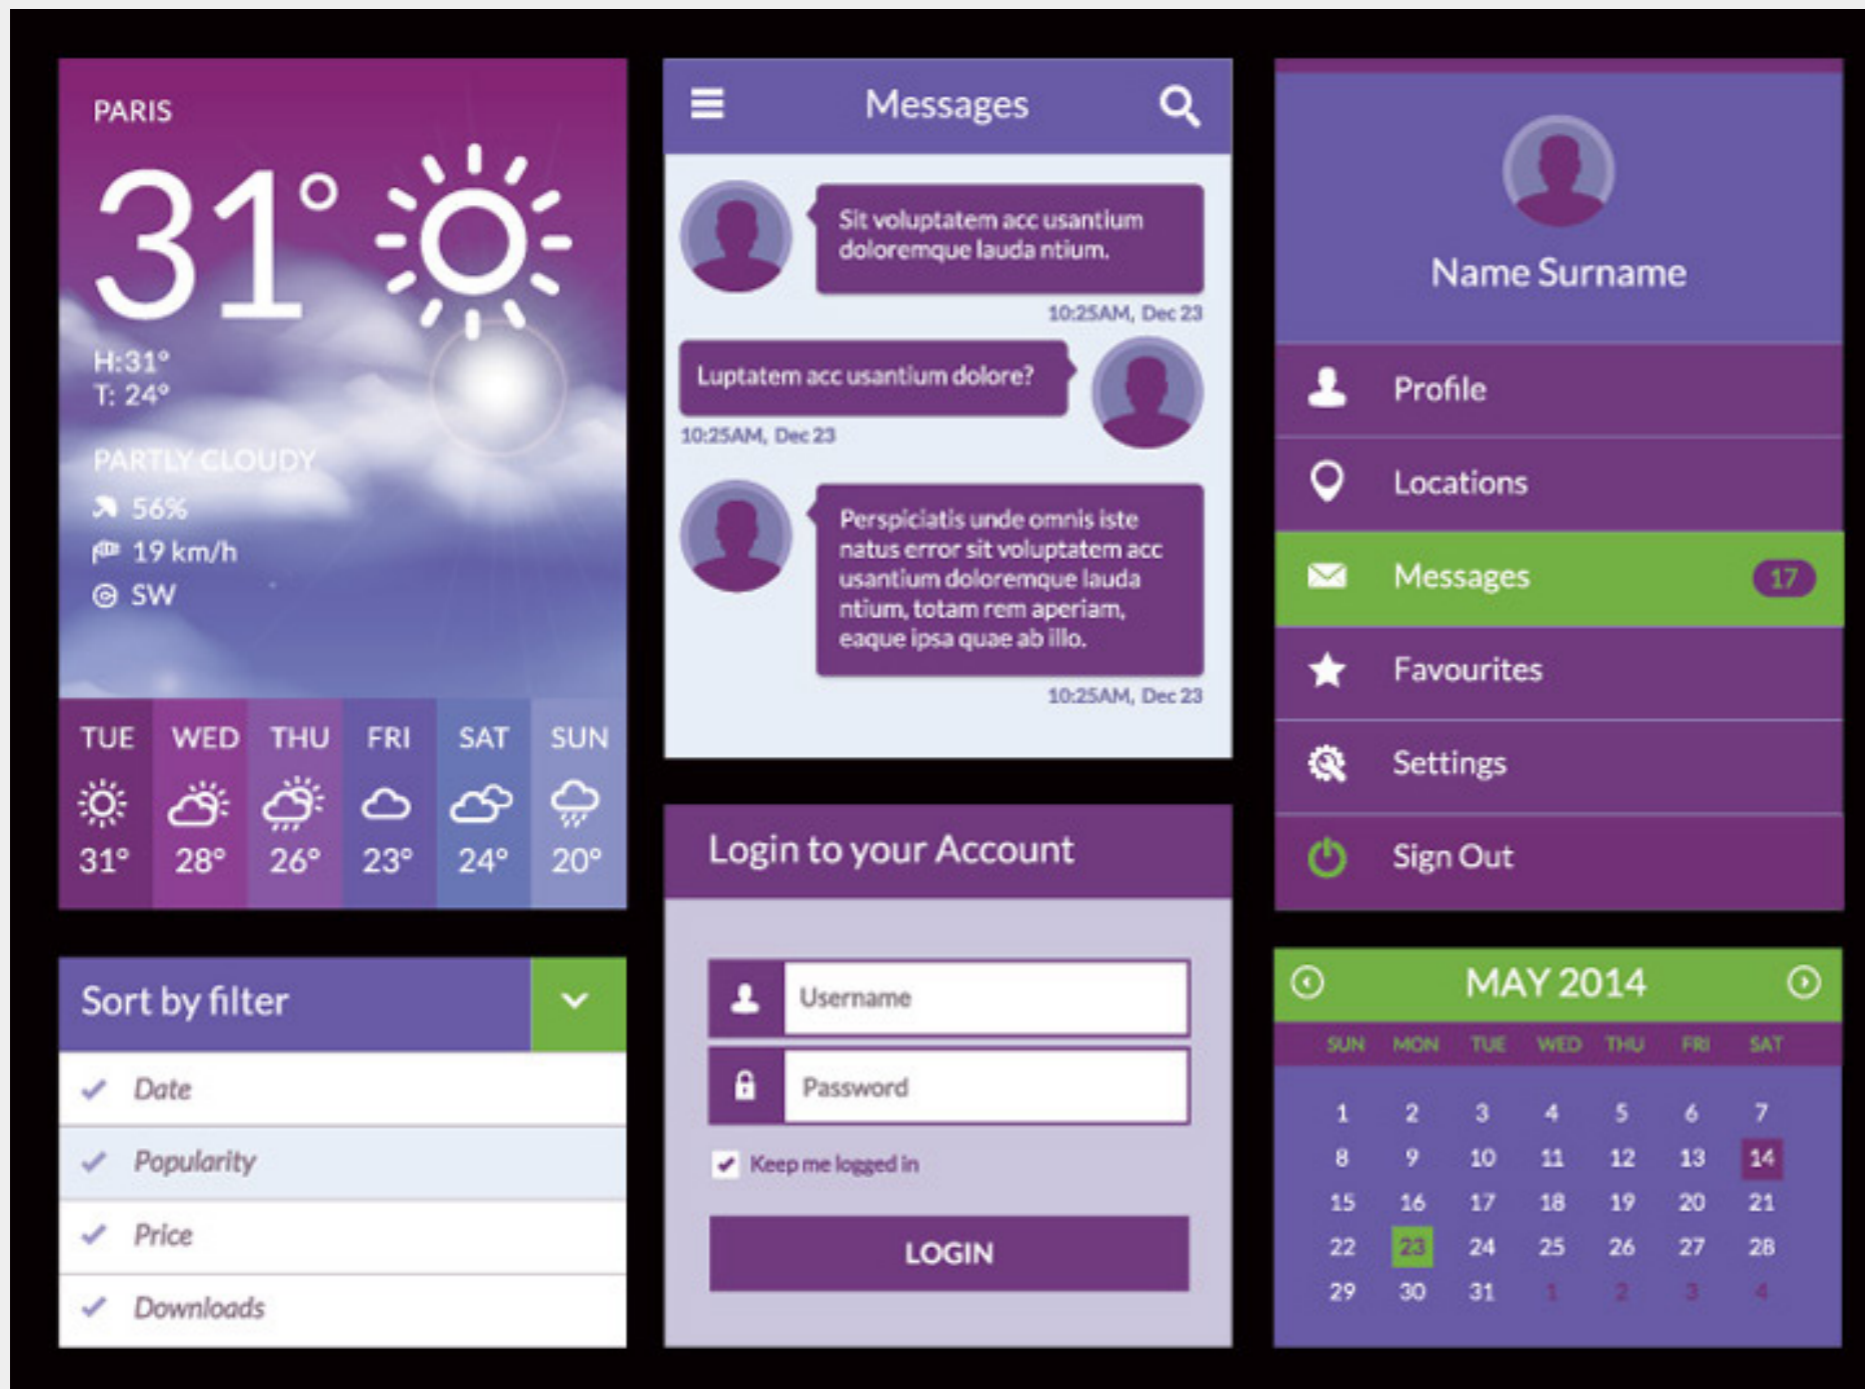 PARIS
31°
H:31°
T: 24°
PARTLY CLOUDY
56%
19 km/h
SW
TUE WED THU FRI SAT SUN
31° 28° 26° 23° 24° 20°
Sort by filter
Date
Popularity
Price
Downloads
Messages
Sit voluptatem acc usantium
doloremque lauda ntium.
10:25AM, Dec 23
Luptatem acc usantium dolore?
10:25AM, Dec 23
Perspiciatis unde omnis iste
natus error sit voluptatem acc
usantium doloremque lauda
ntium, totam rem aperiam,
eaque ipsa quae ab illo.
10:25AM, Dec 23
Login to your Account
Username
Password
Keep me logged in
LOGIN
Name Surname
Profile
Locations
Messages 17
Favourites
Settings
Sign Out
MAY 2014
SUN MON TUE WED THU FRI SAT
1 2 3 4 5 6 7
8 9 10 11 12 13 14
15 16 17 18 19 20 21
22 23 24 25 26 27 28
29 30 31 1 2 3 4